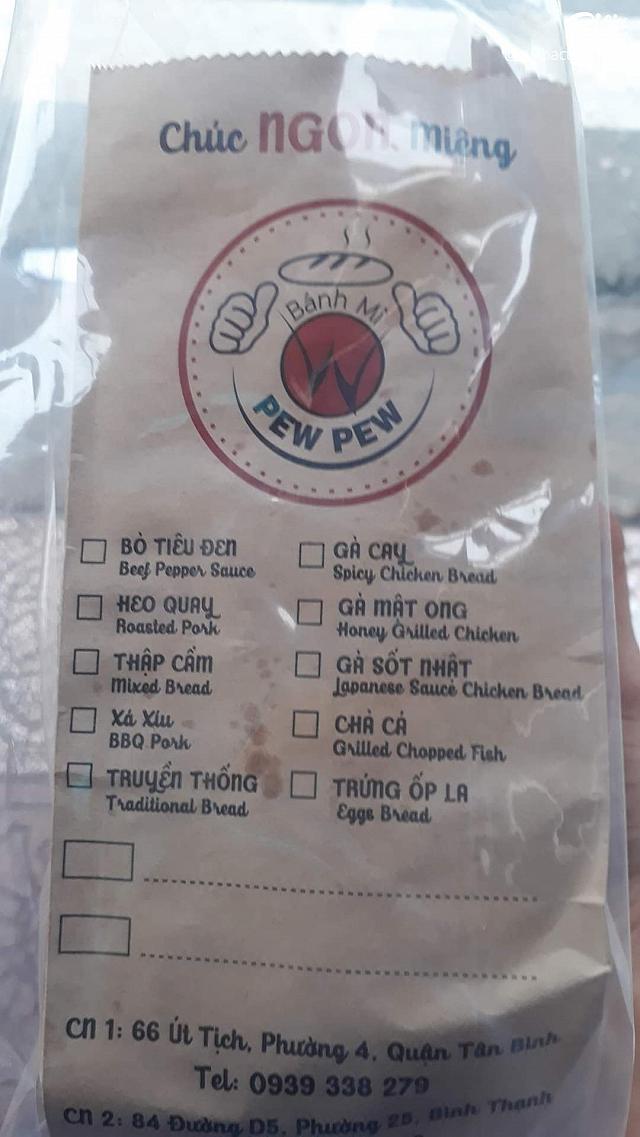 Chúc NGON Miệng
Bánh Mì
PEW PEW
BÒ TIÊU ĐEN
Beef Pepper Sauce
HEO QUAY
Roasted Pork
THẬP CẨM
Mixed Bread
Xá Xíu
BBQ Pork
TRUYỀN THỐNG
Traditional Bread
GÀ CAY
Spicy Chicken Bread
GÀ MẬT ONG
Honey Grilled Chicken
GÀ SỐT NHẬT
Japanese Sauce Chicken Bread
CHẢ CÁ
Grilled Chopped Fish
TRỨNG ỐP LA
Eggs Bread
CN 1: 66 Út Tịch, Phường 4, Quận Tân Bình
Tel: 0939 338 279
CN 2: 84 Đường D5, Phường 25, Bình Thạnh